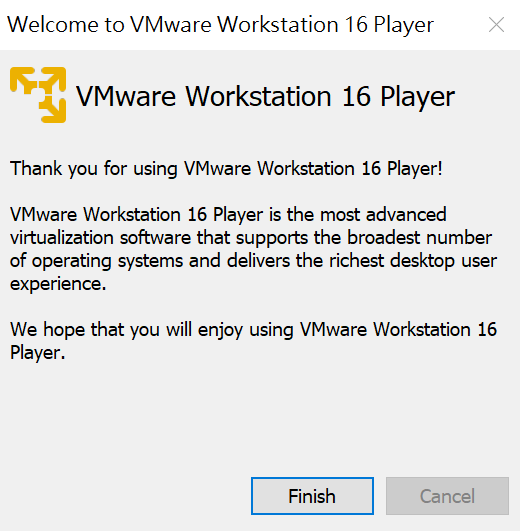 Welcome to VMware Workstation 16 Player
VMware Workstation 16 Player
Thank you for using VMware Workstation 16 Player!
VMware Workstation 16 Player is the most advanced
virtualization software that supports the broadest number
of operating systems and delivers the richest desktop user
experience.
We hope that you will enjoy using VMware Workstation 16
Player.
Finish
Cancel